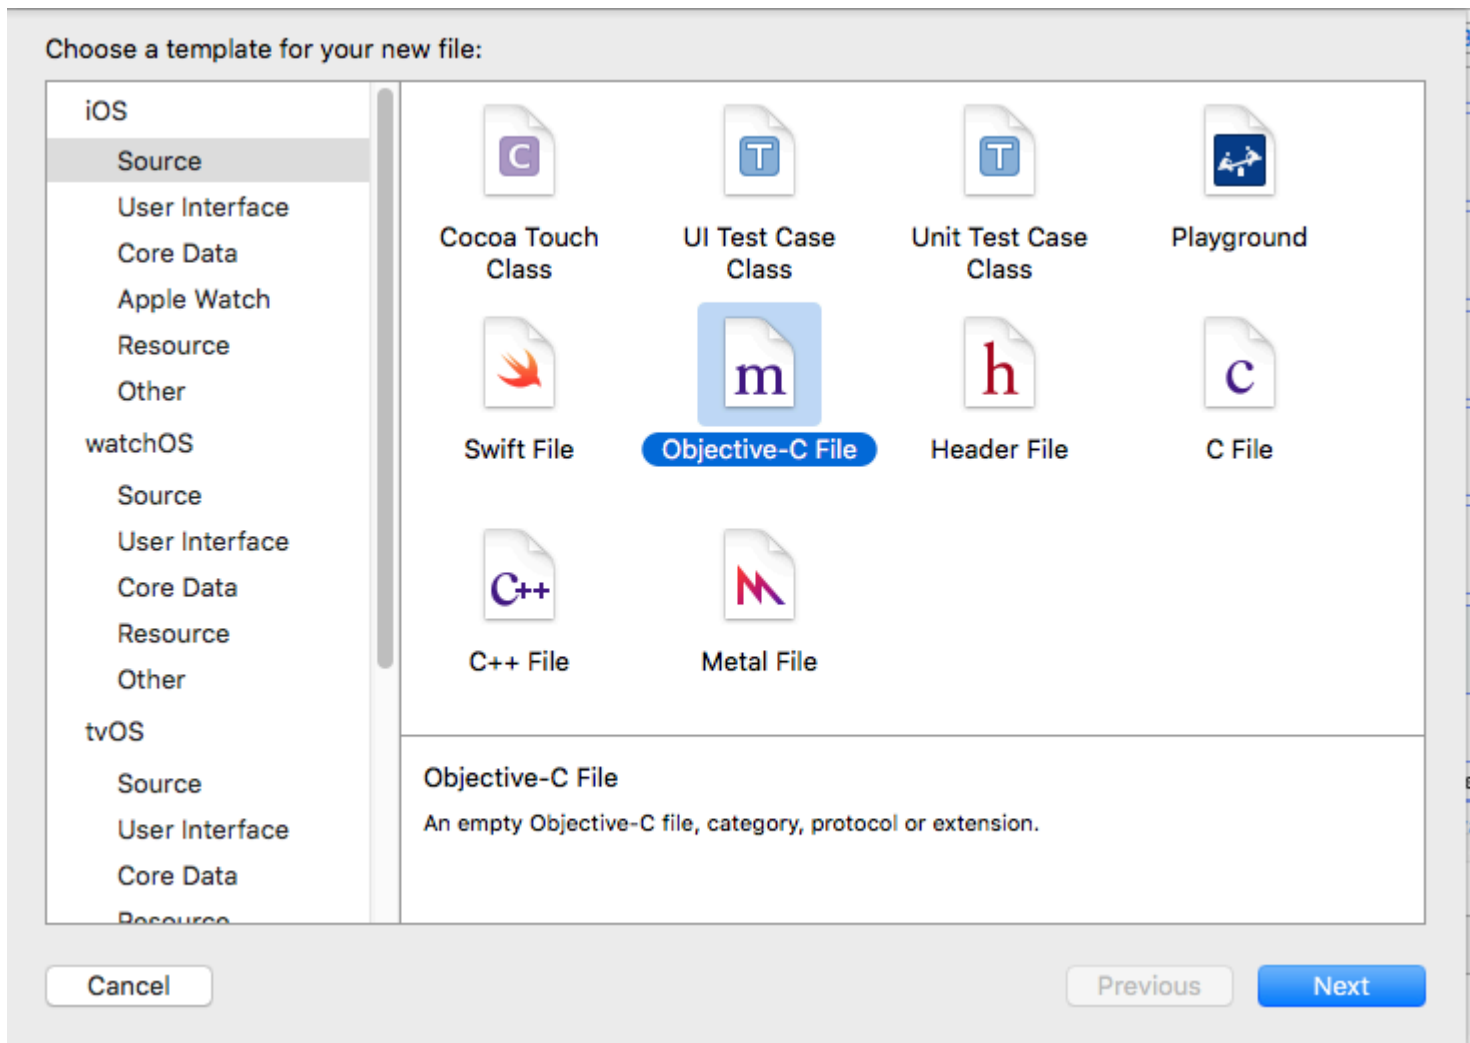 Choose a template for your new file:
iOS
Source
User Interface
Core Data
Apple Watch
Resource
Other
watchOS
Source
User Interface
Core Data
Resource
Other
tvOS
Source
User Interface
Core Data
Resource
C
T
T
Cocoa Touch
Class
UI Test Case
Class
Unit Test Case
Class
Playground
m
h
c
Swift File
Objective-C File
Header File
C File
C++
C++ File
Metal File
Objective-C File
An empty Objective-C file, category, protocol or extension.
Cancel
Previous
Next